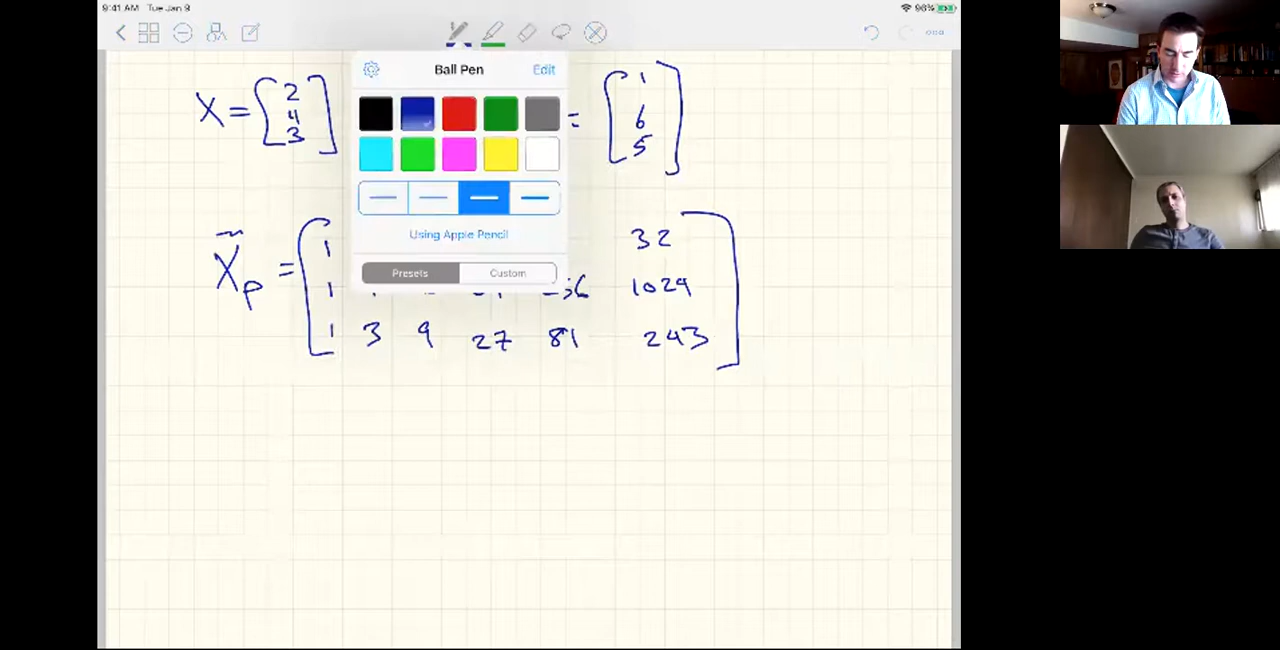 9:41 AM Tue Jan 9
96%
Ball Pen
Edit
X = [ 2
4
3 ]
= [ 1
6
5 ]
Using Apple Pencil
Presets
Custom
X̃p = [ 1 32
1 1024
1 3 9 27 81 243 ]